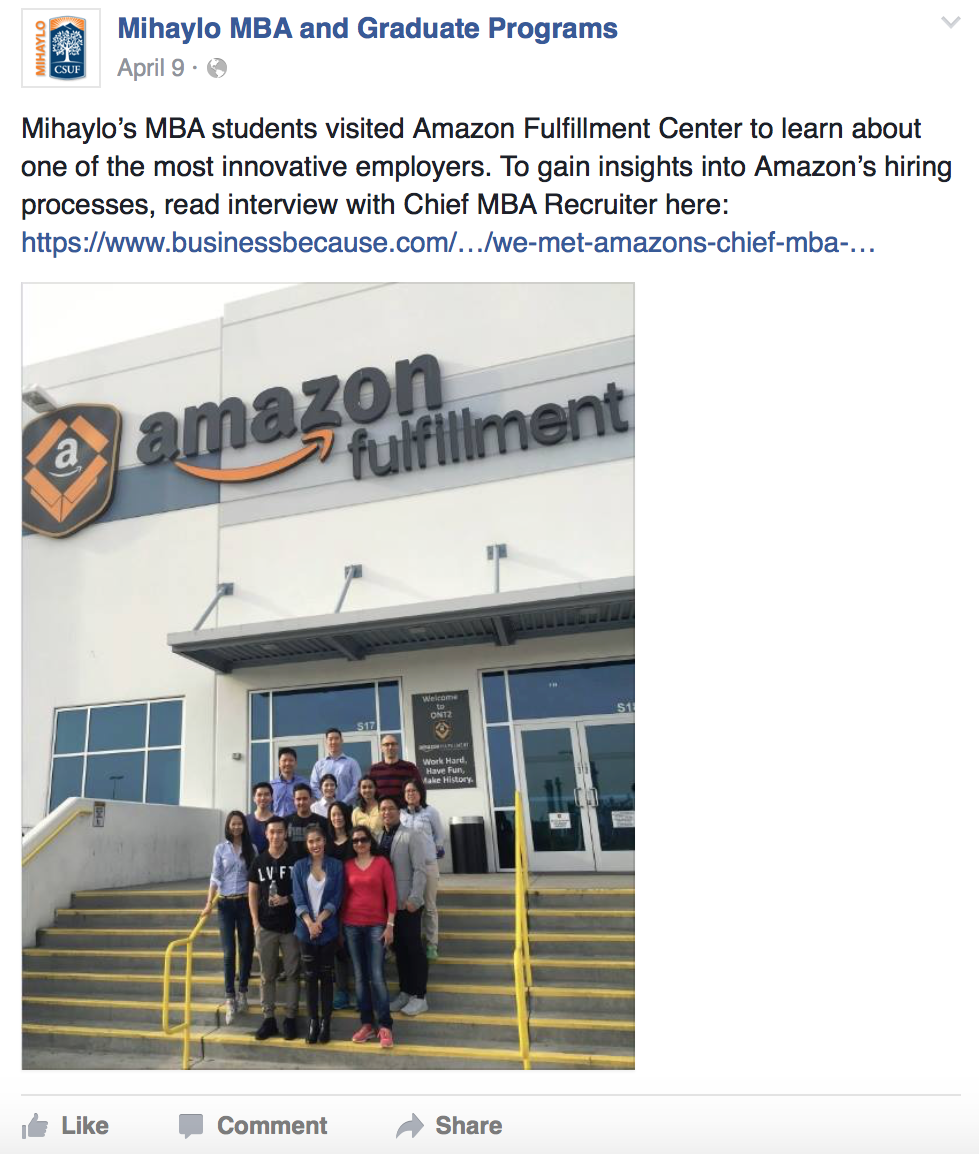 MIHAYLO
CSUF
Mihaylo MBA and Graduate Programs
April 9 ·
Mihaylo’s MBA students visited Amazon Fulfillment Center to learn about
one of the most innovative employers. To gain insights into Amazon’s hiring
processes, read interview with Chief MBA Recruiter here:
https://www.businessbecause.com/…/we-met-amazons-chief-mba-…
a
amazon
fulfillment
S17
Welcome
to
ONT2
Work Hard,
Have Fun,
Make History.
Like
Comment
Share